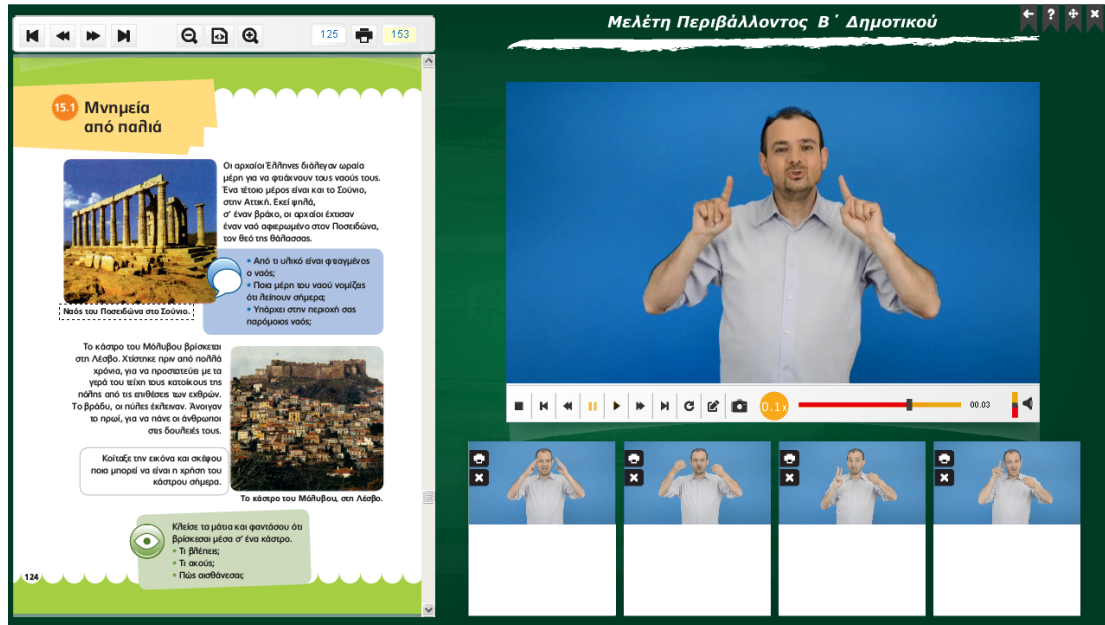 Μελέτη Περιβάλλοντος Β΄ Δημοτικού
125
153
15.1 Μνημεία
από παλιά
Οι αρχαίοι Έλληνες διάλεγαν ωραία
μέρη για να φτιάχνουν τους ναούς τους.
Ένα τέτοιο μέρος είναι και το Σούνιο,
στην Αττική. Εκεί ψηλά,
σ' έναν βράχο, οι αρχαίοι έχτισαν
έναν ναό αφιερωμένο στον Ποσειδώνα,
τον θεό της θάλασσας.
• Από τι υλικό είναι φτιαγμένος
ο ναός;
• Ποια μέρη του ναού νομίζεις
ότι λείπουν σήμερα;
• Υπάρχει στην περιοχή σας
παρόμοιος ναός;
Ναός του Ποσειδώνα στο Σούνιο.
Το κάστρο του Μόλυβου βρίσκεται
στη Λέσβο. Χτίστηκε πριν από πολλά
χρόνια, για να προστατεύει με τα
γερά του τείχη τους κατοίκους της
πόλης από τις επιθέσεις των εχθρών.
Το βράδυ, οι πύλες έκλειναν. Άνοιγαν
το πρωί, για να πάνε οι άνθρωποι
στις δουλειές τους.
Κοίταξε την εικόνα και σκέψου
ποια μπορεί να είναι η χρήση του
κάστρου σήμερα.
Το κάστρο του Μόλυβου, στη Λέσβο.
Κλείσε τα μάτια και φαντάσου ότι
βρίσκεσαι μέσα σ' ένα κάστρο.
• Τι βλέπεις;
• Τι ακούς;
• Πώς αισθάνεσαι;
124
0.1x
00.03